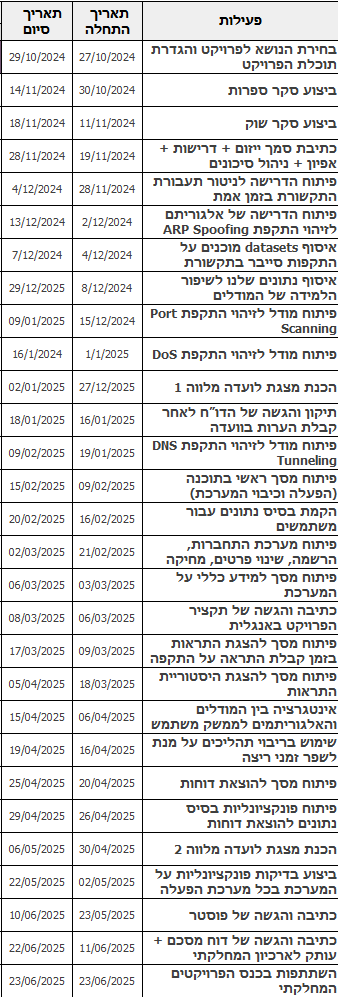 פעילות תאריך התחלה תאריך סיום
בחירת הנושא לפרויקט והגדרת תוכלת הפרויקט 27/10/2024 29/10/2024
ביצוע סקר ספרות 30/10/2024 14/11/2024
ביצוע סקר שוק 11/11/2024 18/11/2024
כתיבת סמך ייזום + דרישות + אפיון + ניהול סיכונים 19/11/2024 28/11/2024
פיתוח הדרישה לניטור תעבורת התקשורת בזמן אמת 28/11/2024 4/12/2024
פיתוח הדרישה של אלגוריתם לזיהוי התקפת ARP Spoofing 2/12/2024 13/12/2024
איסוף datasets מוכנים על התקפות סייבר בתקשורת 4/12/2024 7/12/2024
איסוף נתונים שלנו לשיפור הלמידה של המודלים 8/12/2024 29/12/2025
פיתוח מודל לזיהוי התקפת Port Scanning 15/12/2024 09/01/2025
פיתוח מודל לזיהוי התקפת DoS 1/1/2025 16/1/2024
הכנת מצגת לועדה מלווה 1 27/12/2025 02/01/2025
תיקון והגשה של הדו״ח לאחר קבלת הערות בוועדה 16/01/2025 18/01/2025
פיתוח מודל לזיהוי התקפת DNS Tunneling 19/01/2025 09/02/2025
פיתוח מסך ראשי בתוכנה (הפעלה וכיבוי המערכת) 09/02/2025 15/02/2025
הקמת בסיס נתונים עבור משתמשים 16/02/2025 20/02/2025
פיתוח מערכת התחברות, הרשמה, שינוי פרטים, מחיקה 21/02/2025 02/03/2025
פיתוח מסך למידע כללי על המערכת 03/03/2025 06/03/2025
כתיבה והגשה של תקציר הפרויקט באנגלית 06/03/2025 08/03/2025
פיתוח מסך להצגת התראות בזמן קבלת התראה על התקפה 09/03/2025 17/03/2025
פיתוח מסך להצגת היסטוריית התראות 18/03/2025 05/04/2025
אינטגרציה בין המודלים והאלגוריתמים לממשק משתמש 06/04/2025 15/04/2025
שימוש בריבוי תהליכים על מנת לשפר זמני ריצה 16/04/2025 19/04/2025
פיתוח מסך להוצאת דוחות 20/04/2025 25/04/2025
פיתוח פונקציונליות בסיס נתונים להוצאת דוחות 26/04/2025 29/04/2025
הכנת מצגת לועדה מלווה 2 30/04/2025 06/05/2025
ביצוע בדיקות פונקציונליות על המערכת בכל מערכת הפעלה 02/05/2025 22/05/2025
כתיבה והגשה של פוסטר 23/05/2025 10/06/2025
כתיבה והגשה של דוח מסכם + עותק לארכיון המחלקתי 11/06/2025 22/06/2025
השתתפות בכנס הפרויקטים המחלקתי 23/06/2025 23/06/2025